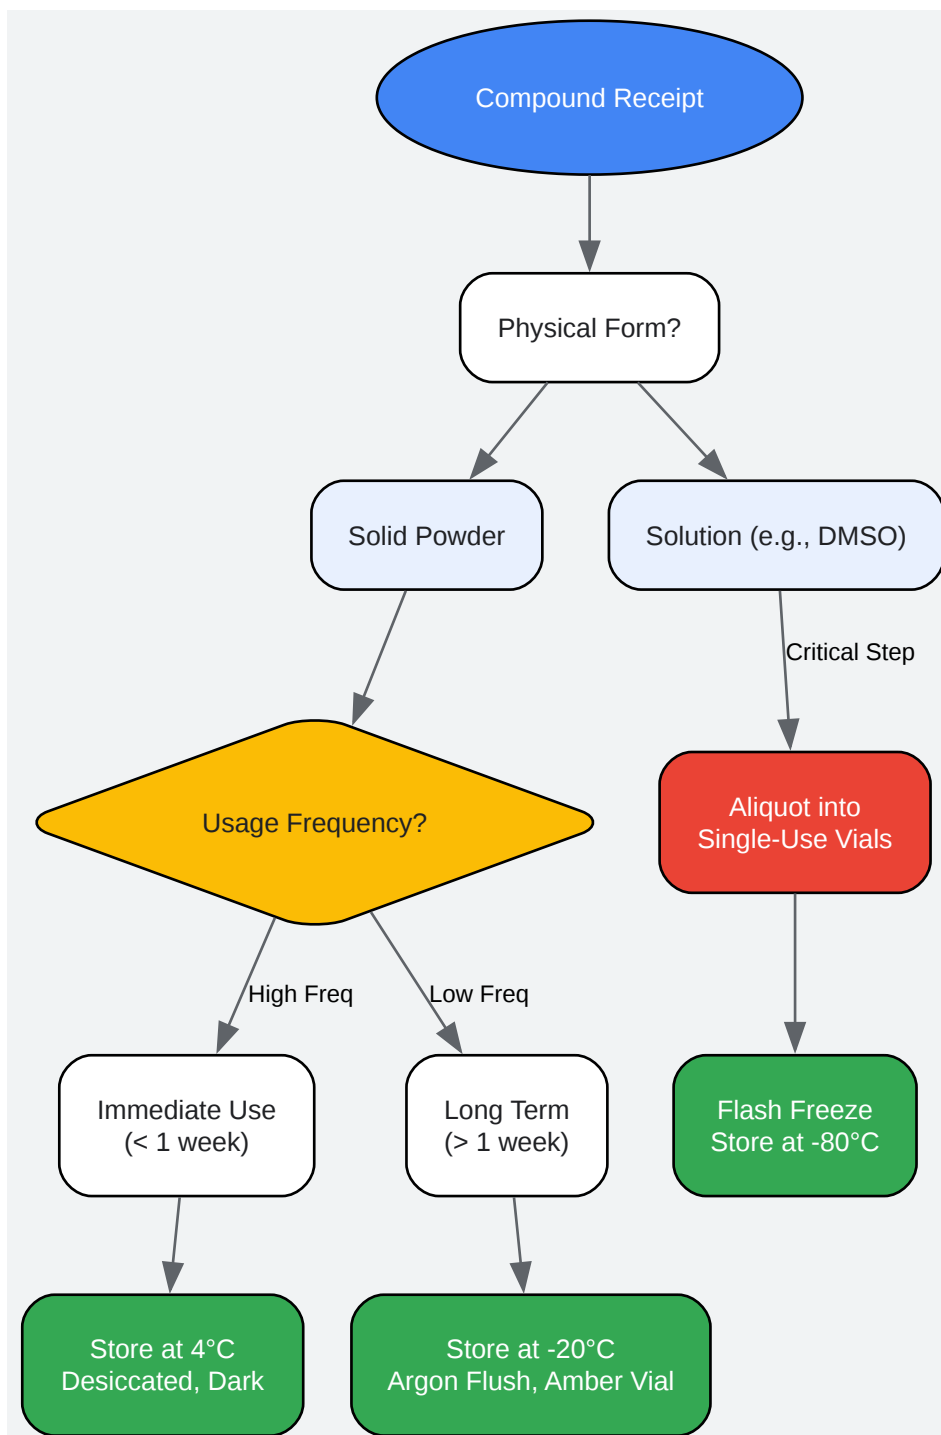 Compound Receipt
Physical Form?
Solid Powder
Solution (e.g., DMSO)
Critical Step
Usage Frequency?
Aliquot into
Single-Use Vials
High Freq
Low Freq
Immediate Use
(< 1 week)
Long Term
(> 1 week)
Flash Freeze
Store at -80°C
Store at 4°C
Desiccated, Dark
Store at -20°C
Argon Flush, Amber Vial